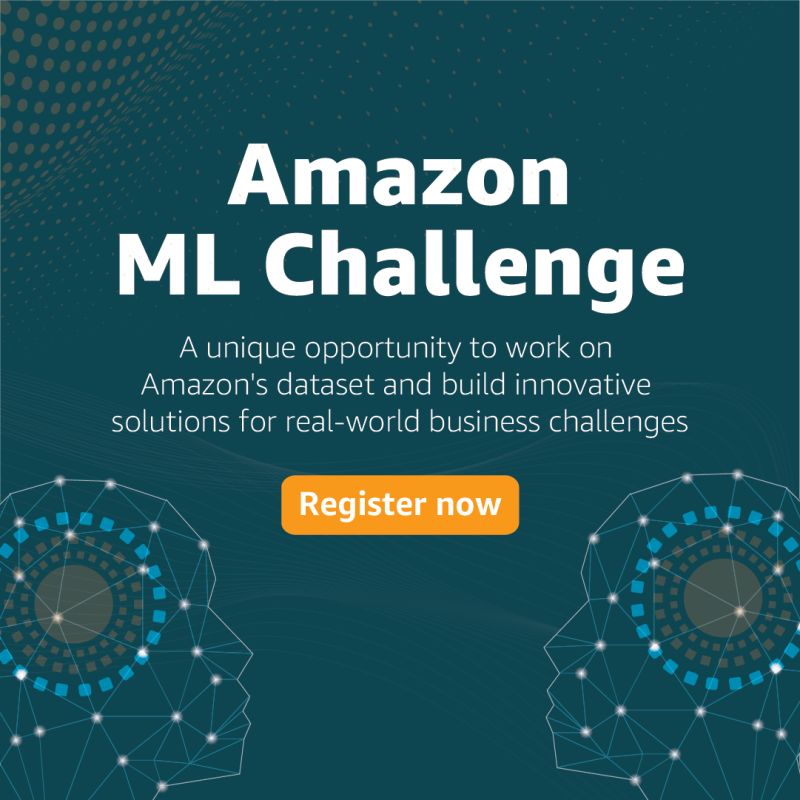 Amazon
ML Challenge
A unique opportunity to work on
Amazon's dataset and build innovative
solutions for real-world business challenges
Register now